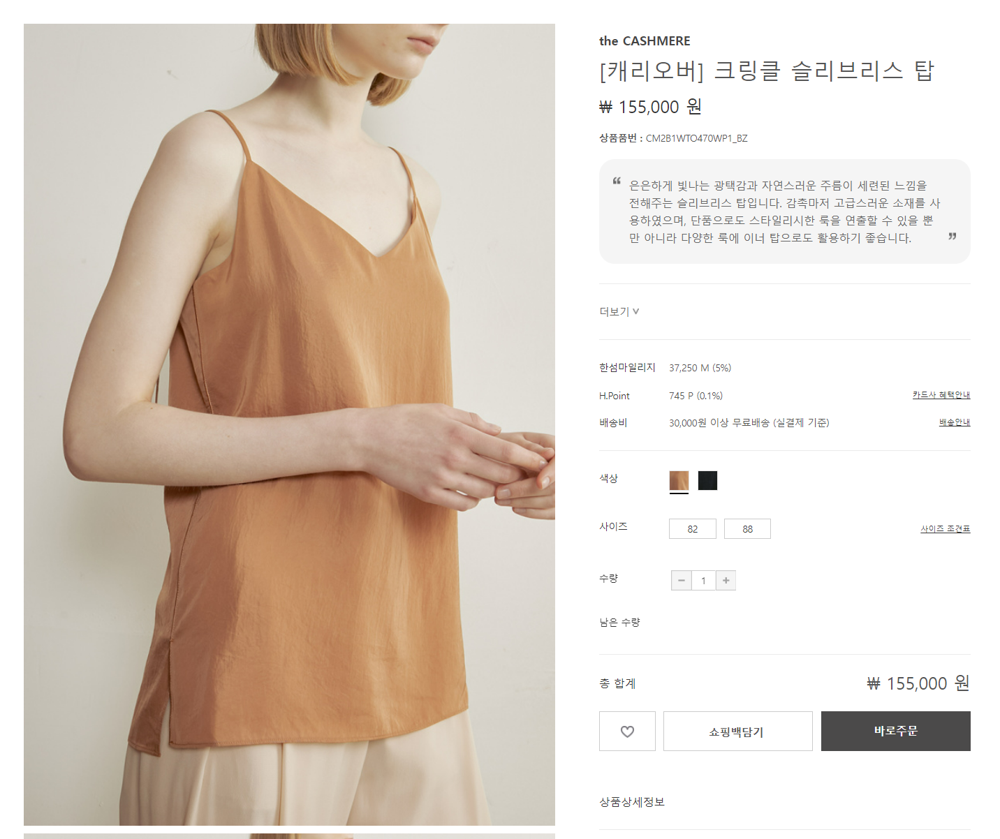 the CASHMERE
[캐리오버] 크링클 슬리브리스 탑
₩ 155,000 원
상품품번 : CM2B1WTO470WP1_BZ
❝ 은은하게 빛나는 광택감과 자연스러운 주름이 세련된 느낌을
전해주는 슬리브리스 탑입니다. 감촉마저 고급스러운 소재를 사
용하였으며, 단품으로도 스타일리시한 룩을 연출할 수 있을 뿐
만 아니라 다양한 룩에 이너 탑으로도 활용하기 좋습니다. ❞
더보기 ∨
한섬마일리지 37,250 M (5%)
H.Point 745 P (0.1%) 카드사 혜택안내
배송비 30,000원 이상 무료배송 (실결제 기준) 배송안내
색상
사이즈 82 88 사이즈 조견표
수량 − 1 +
남은 수량
총 합계 ₩ 155,000 원
쇼핑백담기 바로주문
상품상세정보